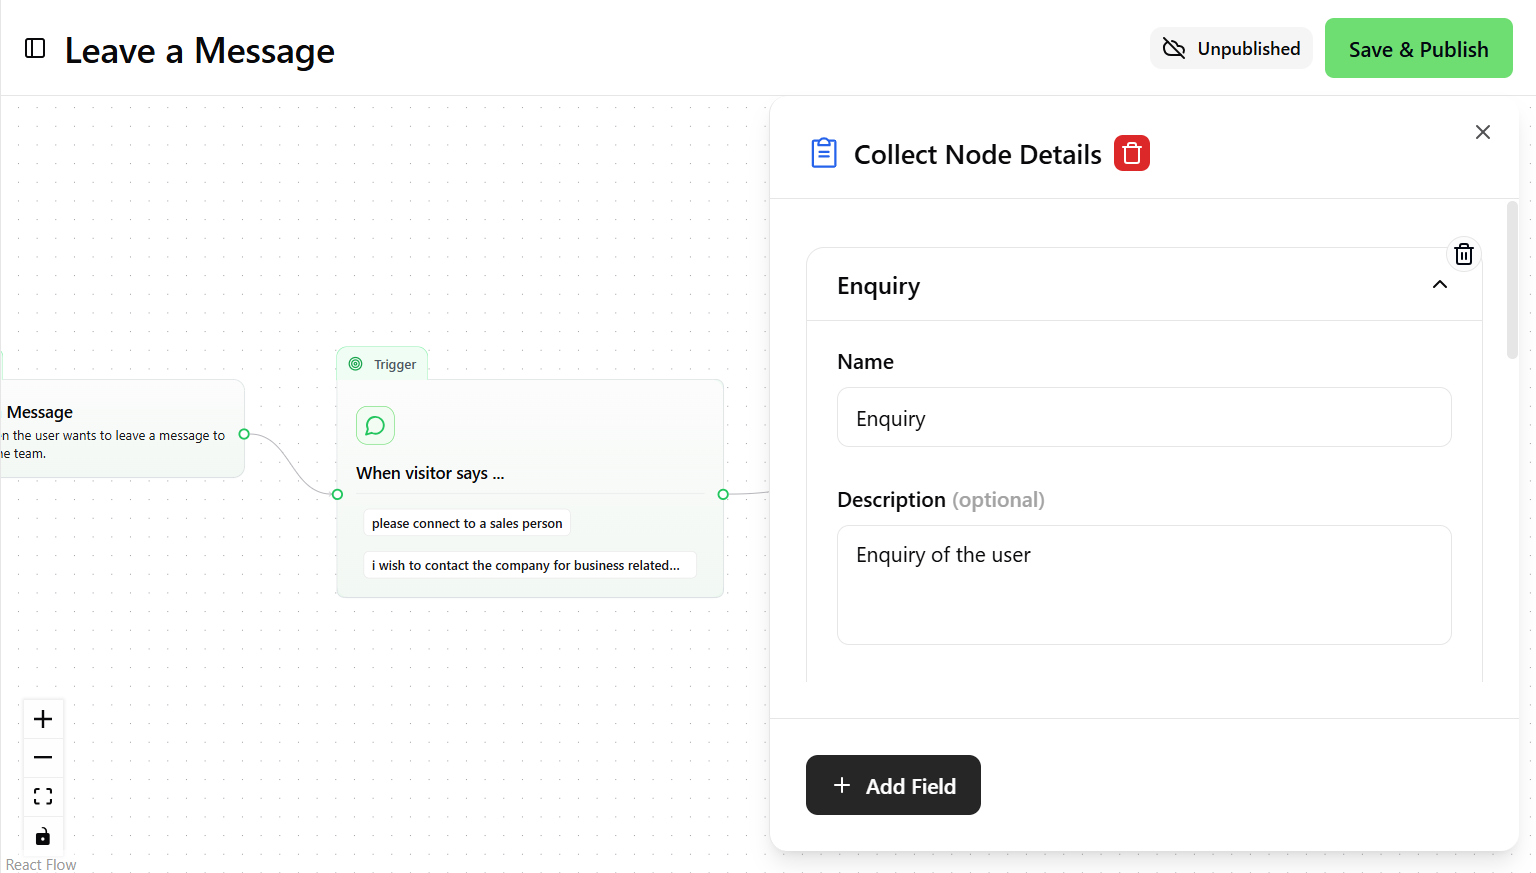 Leave a Message
Unpublished
Save & Publish
Message
n the user wants to leave a message to
e team.
Trigger
When visitor says ...
please connect to a sales person
i wish to contact the company for business related...
React Flow
Collect Node Details
Enquiry
Name
Enquiry
Description (optional)
Enquiry of the user
Add Field